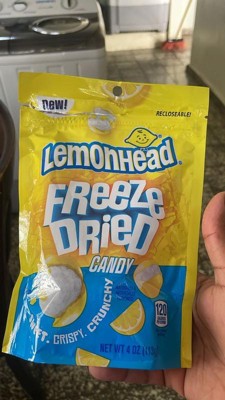 new!
RECLOSEABLE!
Lemonhead
FREEZE
DRIED
CANDY
CRISPY. CRUNCHY
120
NET WT 4 OZ